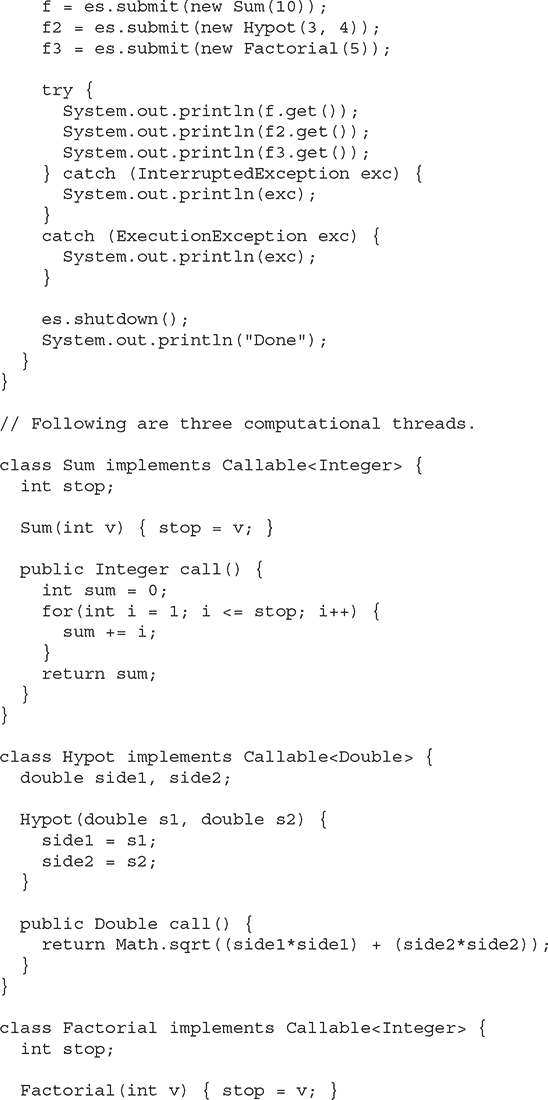 f = es.submit(new Sum(10));
    f2 = es.submit(new Hypot(3, 4));
    f3 = es.submit(new Factorial(5));

    try {
      System.out.println(f.get());
      System.out.println(f2.get());
      System.out.println(f3.get());
    } catch (InterruptedException exc) {
      System.out.println(exc);
    }
    catch (ExecutionException exc) {
      System.out.println(exc);
    }

    es.shutdown();
    System.out.println("Done");
  }
}

// Following are three computational threads.

class Sum implements Callable<Integer> {
  int stop;

  Sum(int v) { stop = v; }

  public Integer call() {
    int sum = 0;
    for(int i = 1; i <= stop; i++) {
      sum += i;
    }
    return sum;
  }
}

class Hypot implements Callable<Double> {
  double side1, side2;

  Hypot(double s1, double s2) {
    side1 = s1;
    side2 = s2;
  }

  public Double call() {
    return Math.sqrt((side1*side1) + (side2*side2));
  }
}

class Factorial implements Callable<Integer> {
  int stop;

  Factorial(int v) { stop = v; }